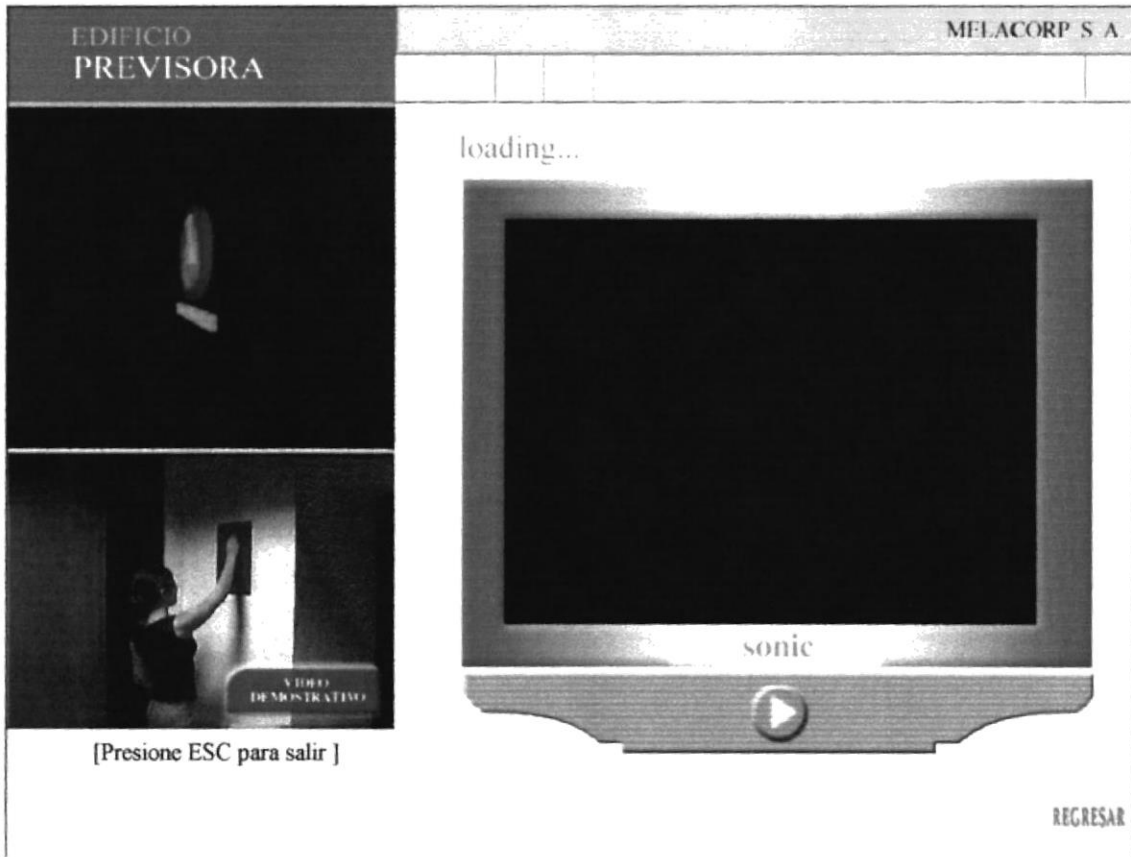 EDIFICIO
PREVISORA
MELACORP S A
loading...
sonic
VIDEO
DEMOSTRATIVO
[Presione ESC para salir ]
REGRESAR